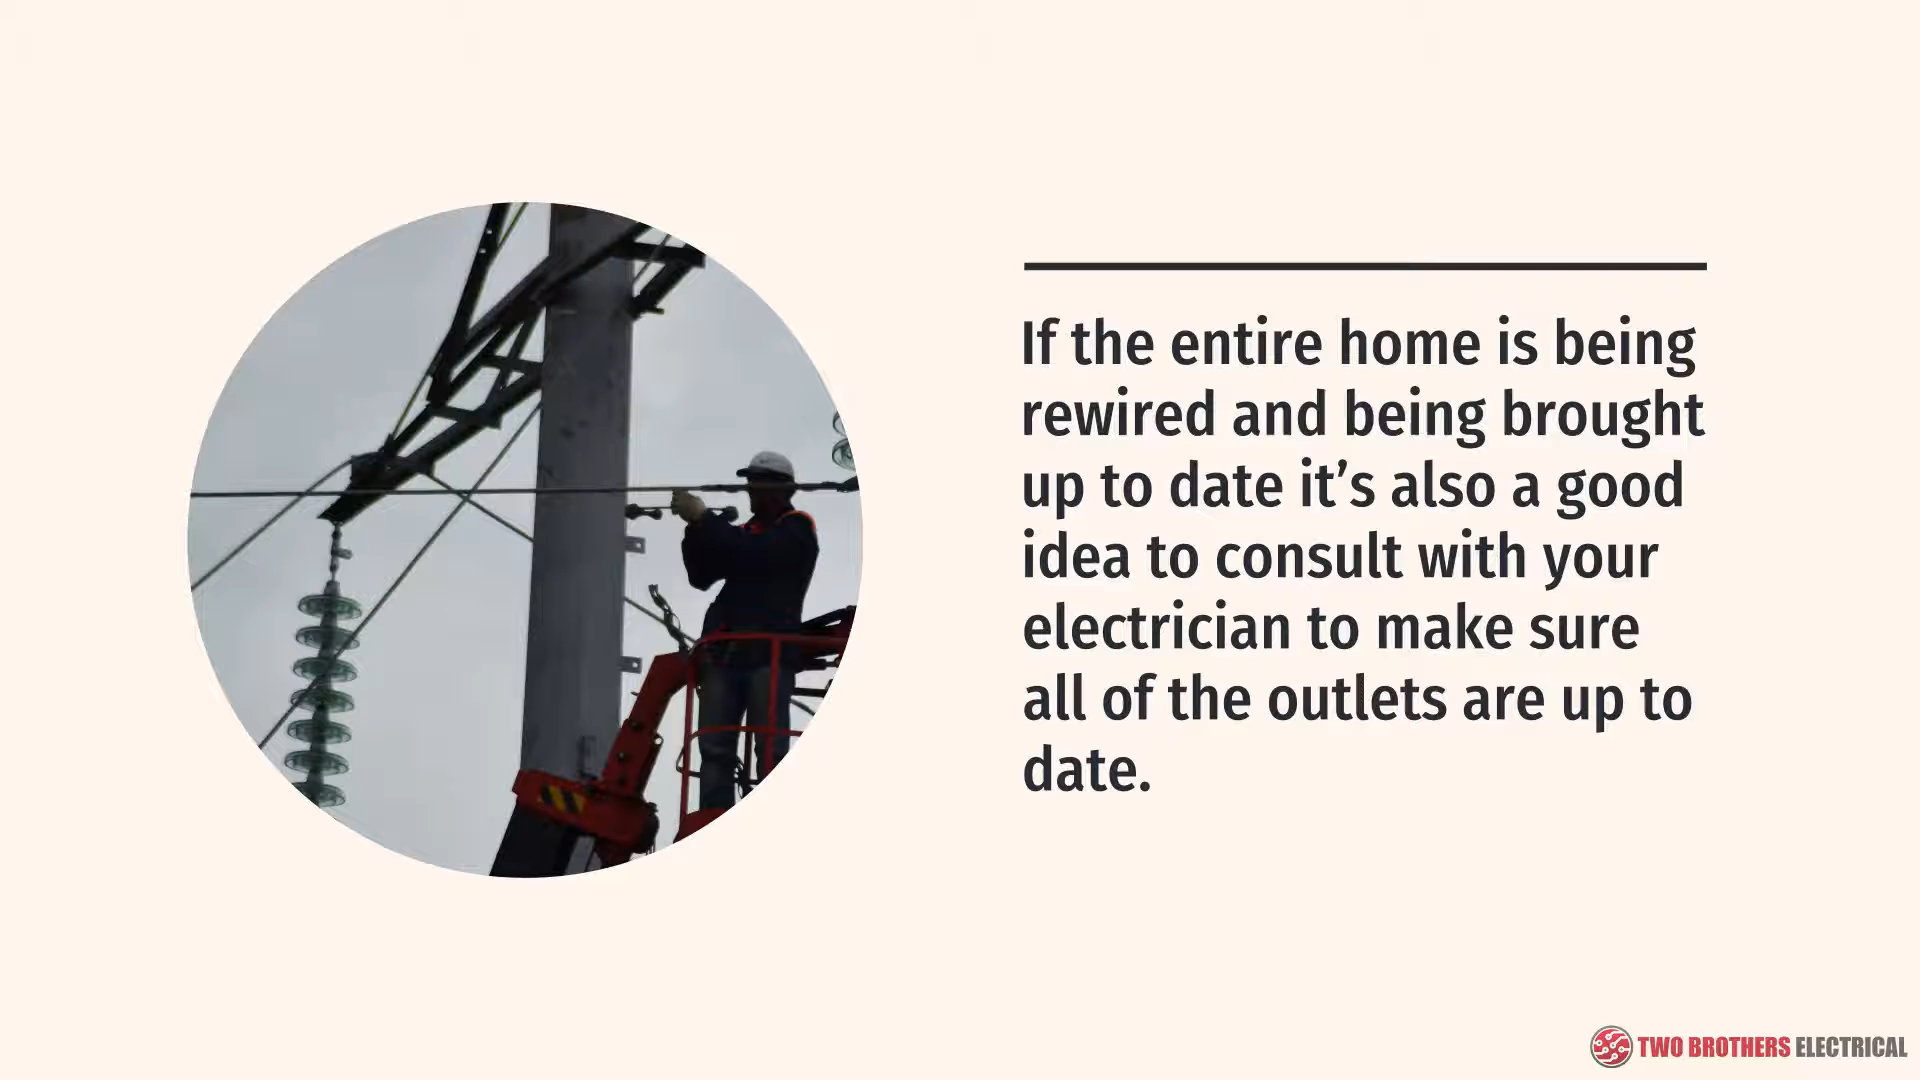 If the entire home is being
rewired and being brought
up to date it’s also a good
idea to consult with your
electrician to make sure
all of the outlets are up to
date.
TWO BROTHERS ELECTRICAL